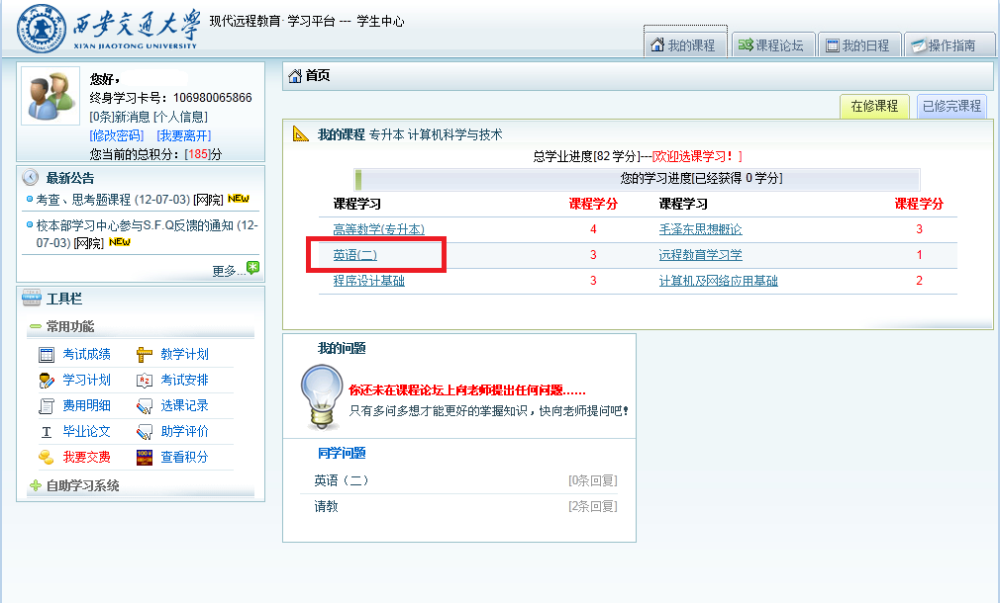 西安交通大学
XI'AN JIAOTONG UNIVERSITY
现代远程教育·学习平台 --- 学生中心
我的课程 课程论坛 我的日程 操作指南
您好,
终身学习卡号：106980065866
[0条]新消息 [个人信息]
[修改密码] [我要离开]
您当前的总积分：[185]分
最新公告
考查、思考题课程 (12-07-03) [网院] NEW
校本部学习中心参与S.F.Q反馈的通知 (12-
07-03) [网院] NEW
更多...
工具栏
常用功能
考试成绩 教学计划
学习计划 考试安排
费用明细 选课记录
毕业论文 助学评价
我要交费 查看积分
自助学习系统
首页
在修课程 已修完课程
我的课程 专升本 计算机科学与技术
总学业进度[82 学分]---[欢迎选课学习！]
您的学习进度[已经获得 0 学分]
课程学习 课程学分 课程学习 课程学分
高等数学(专升本) 4 毛泽东思想概论 3
英语(二) 3 远程教育学习学 1
程序设计基础 3 计算机及网络应用基础 2
我的问题
你还未在课程论坛上向老师提出任何问题......
只有多问多想才能更好的掌握知识，快向老师提问吧!
同学问题
英语（二） [0条回复]
请教 [2条回复]